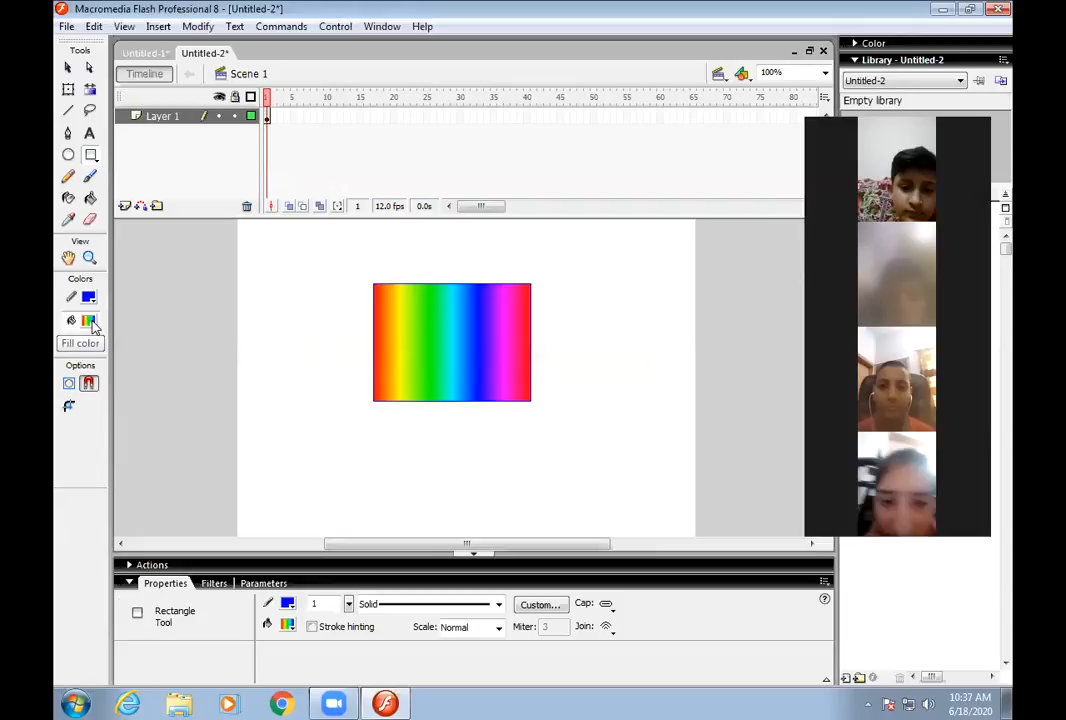 Macromedia Flash Professional 8 - [Untitled-2*]
File Edit View Insert Modify Text Commands Control Window Help
Tools
Untitled-1* Untitled-2*
Timeline Scene 1 100%
1 5 10 15 20 25 30 35 40 45 50 55 60 65 70 75 80
Layer 1
1 12.0 fps 0.0s
View
Colors
Fill color
Options
Color
Library - Untitled-2
Untitled-2
Empty library
Actions
Properties Filters Parameters
Rectangle Tool
1 Solid Custom... Cap:
Stroke hinting Scale: Normal Miter: 3 Join:
10:37 AM
6/18/2020